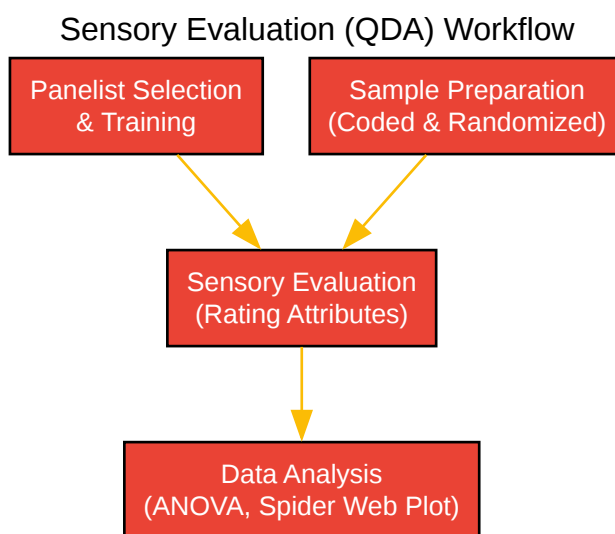 Sensory Evaluation (QDA) Workflow
Panelist Selection
& Training
Sample Preparation
(Coded & Randomized)
Sensory Evaluation
(Rating Attributes)
Data Analysis
(ANOVA, Spider Web Plot)